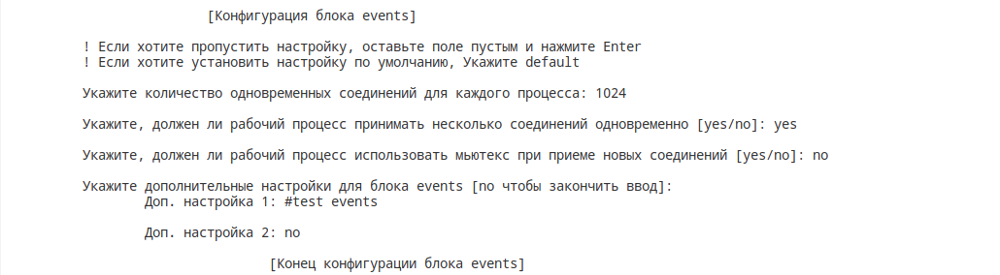 [Конфигурация блока events]
! Если хотите пропустить настройку, оставьте поле пустым и нажмите Enter
! Если хотите установить настройку по умолчанию, Укажите default
Укажите количество одновременных соединений для каждого процесса: 1024
Укажите, должен ли рабочий процесс принимать несколько соединений одновременно [yes/no]: yes
Укажите, должен ли рабочий процесс использовать мьютекс при приеме новых соединений [yes/no]: no
Укажите дополнительные настройки для блока events [no чтобы закончить ввод]:
Доп. настройка 1: #test events
Доп. настройка 2: no
[Конец конфигурации блока events]